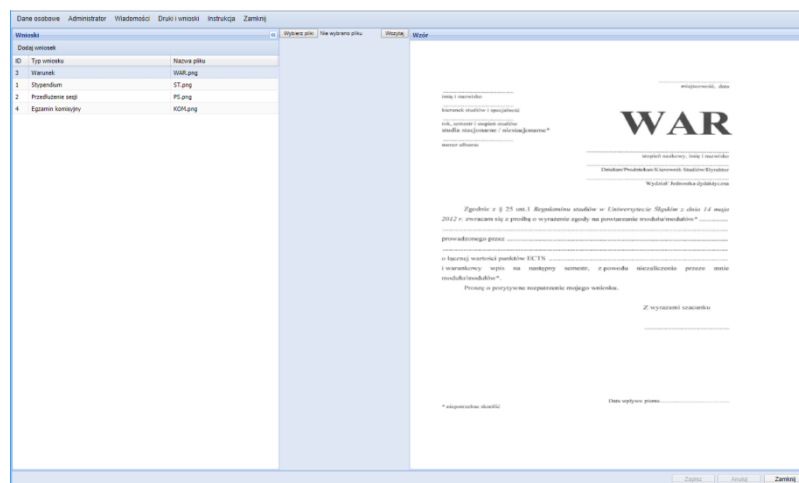 Dane osobowe Administrator Wiadomości Druki i wnioski Instrukcja Zamknij
Wnioski
Wybierz plik Nie wybrano pliku Wczytaj
Wzór
Dodaj wniosek
ID Typ wniosku Nazwa pliku
3 Warunek WAR.png
1 Stypendium ST.png
2 Przedłużenie sesji PS.png
4 Egzamin komisyjny KOM.png
miejscowość, data
imię i nazwisko
kierunek studiów i specjalność
rok, semestr i stopień studiów
studia stacjonarne / niestacjonarne*
numer albumu
WAR
stopień naukowy, imię i nazwisko
Dziekan/Prodziekan/Kierownik Studiów/Dyrektor
Wydział/ Jednostka dydaktyczna
Zgodnie z § 25 ust.1 Regulaminu studiów w Uniwersytecie Śląskim z dnia 14 maja
2012 r. zwracam się z prośbą o wyrażenie zgody na powtarzanie modułu/modułów*
prowadzonego przez
o łącznej wartości punktów ECTS
i warunkowy wpis na następny semestr, z powodu niezaliczenia przeze mnie
modułu/modułów*.
Proszę o pozytywne rozpatrzenie mojego wniosku.
Z wyrazami szacunku
Data wpływu pisma
* niepotrzebne skreślić
Zapisz Anuluj Zamknij